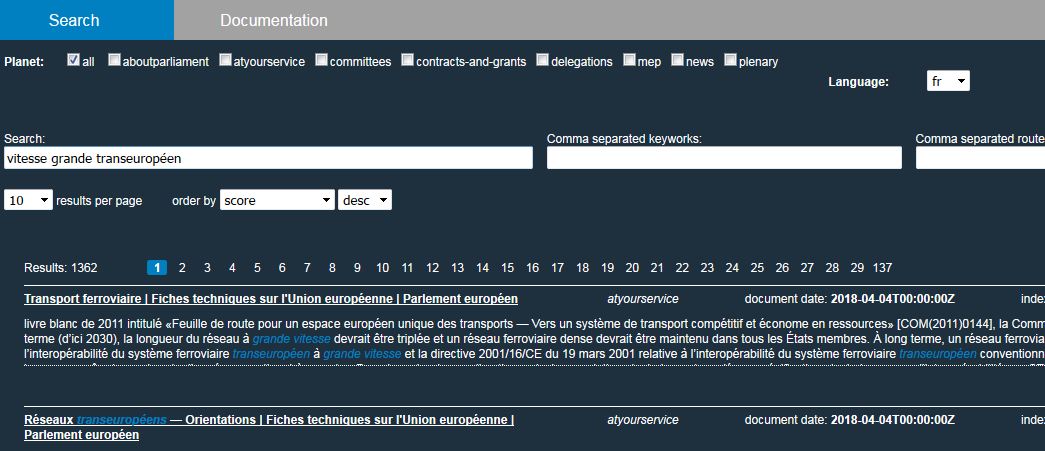 Search Documentation
Planet: all aboutparliament atyourservice committees contracts-and-grants delegations mep news plenary
Language: fr
Search: Comma separated keyworks: Comma separated route
vitesse grande transeuropéen
10 results per page order by score desc
Results: 1362 1 2 3 4 5 6 7 8 9 10 11 12 13 14 15 16 17 18 19 20 21 22 23 24 25 26 27 28 29 137
Transport ferroviaire | Fiches techniques sur l'Union européenne | Parlement européen atyourservice document date: 2018-04-04T00:00:00Z inde
livre blanc de 2011 intitulé «Feuille de route pour un espace européen unique des transports — Vers un système de transport compétitif et économe en ressources» [COM(2011)0144], la Comm
terme (d'ici 2030), la longueur du réseau à grande vitesse devrait être triplée et un réseau ferroviaire dense devrait être maintenu dans tous les États membres. À long terme, un réseau ferrovia
l'interopérabilité du système ferroviaire transeuropéen à grande vitesse et la directive 2001/16/CE du 19 mars 2001 relative à l'interopérabilité du système ferroviaire transeuropéen conventionn
Réseaux transeuropéens — Orientations | Fiches techniques sur l'Union européenne | atyourservice document date: 2018-04-04T00:00:00Z inde
Parlement européen